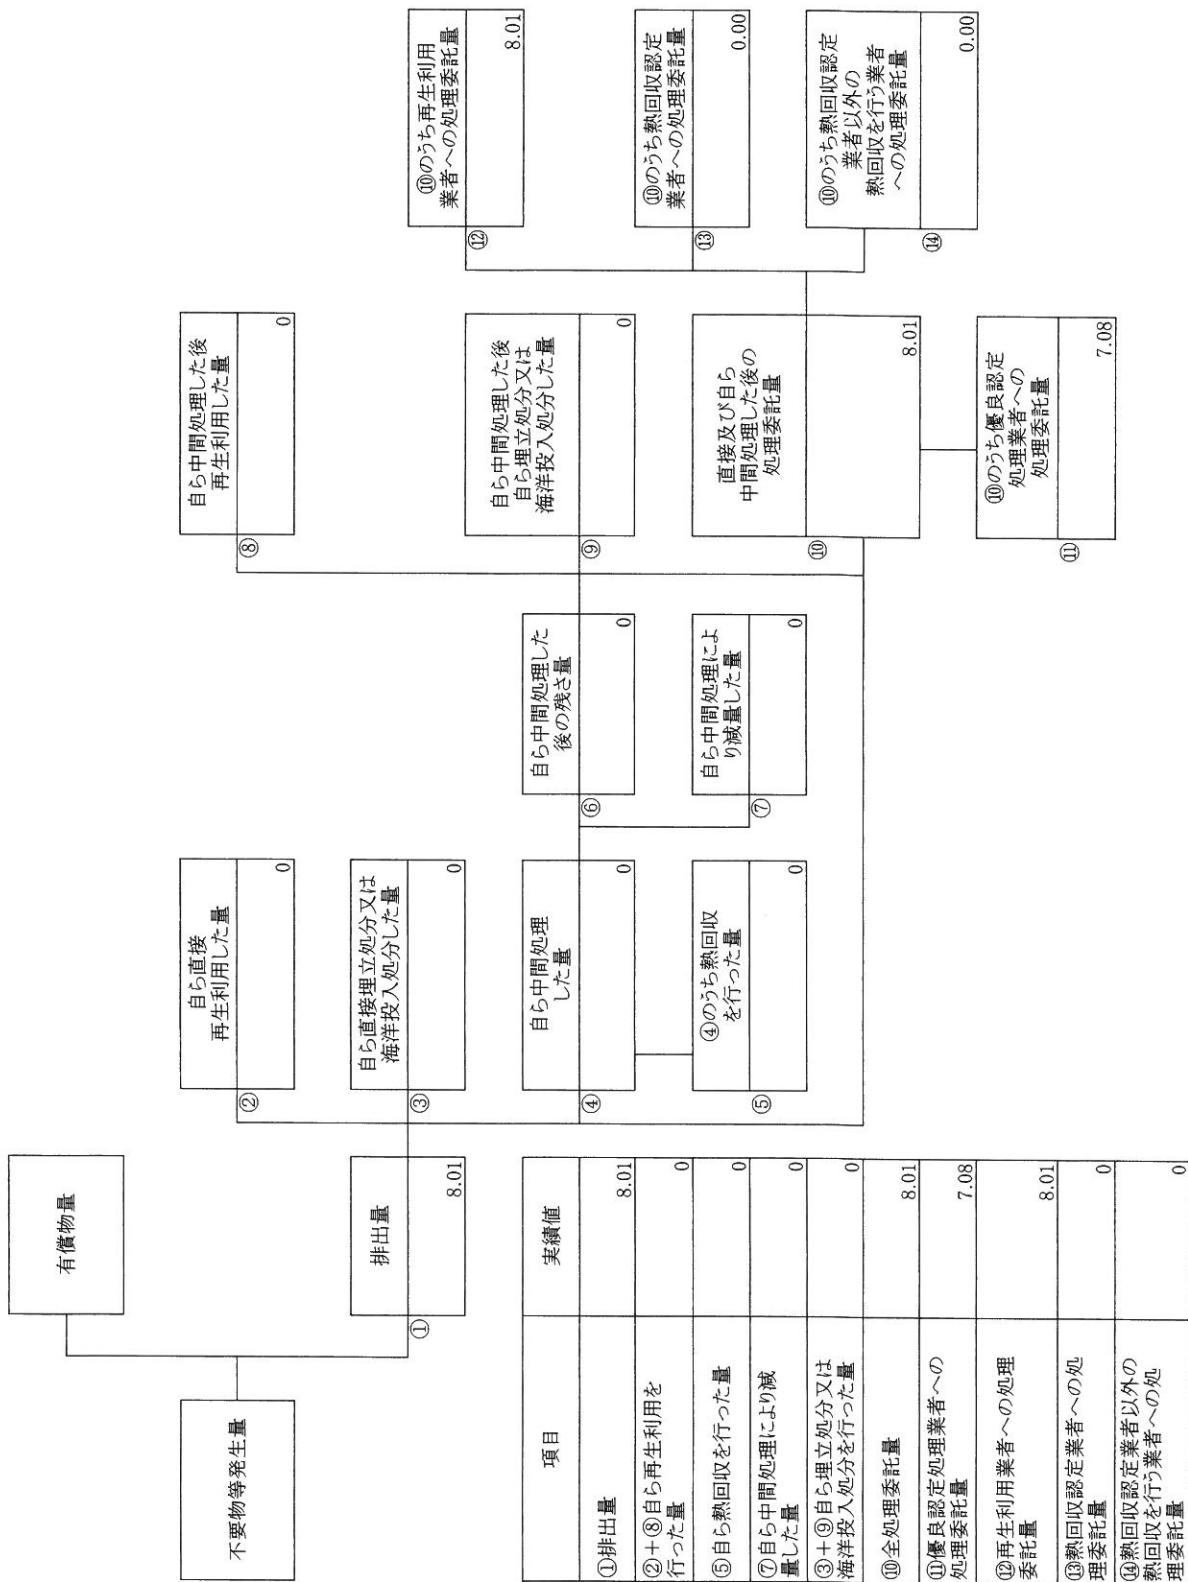 不要物等発生量
有償物量
①
排出量
8.01
②
自ら直接
再生利用した量
0
③
自ら直接埋立処分又は
海洋投入処分した量
0
④
自ら中間処理
した量
0
⑤
④のうち熱回収
を行った量
0
⑥
自ら中間処理した
後の残さ量
0
⑦
自ら中間処理によ
り減量した量
0
⑧
自ら中間処理した後
再生利用した量
0
⑨
自ら中間処理した後
自ら埋立処分又は
海洋投入処分した量
0
⑩
直接及び自ら
中間処理した後の
処理委託量
8.01
⑪
⑩のうち優良認定
処理業者への
処理委託量
7.08
⑫
⑩のうち再生利用
業者への処理委託量
8.01
⑬
⑩のうち熱回収認定
業者への処理委託量
0.00
⑭
⑩のうち熱回収認定
業者以外の
熱回収を行う業者
への処理委託量
0.00
項目
実績値
①排出量
8.01
②+⑧自ら再生利用を
行った量
0
⑤自ら熱回収を行った量
0
⑦自ら中間処理により減
量した量
0
③+⑨自ら埋立処分又は
海洋投入処分を行った量
0
⑩全処理委託量
8.01
⑪優良認定処理業者への
処理委託量
7.08
⑫再生利用業者への処理
委託量
8.01
⑬熱回収認定業者への処
理委託量
0
⑭熱回収認定業者以外の
熱回収を行う業者への処
理委託量
0